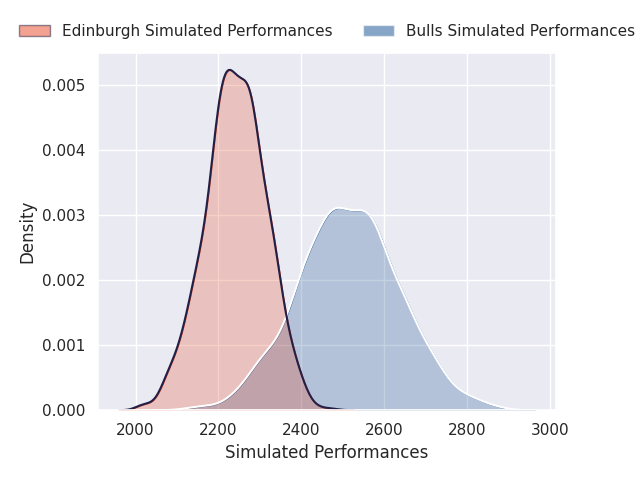 Edinburgh Simulated Performances
Bulls Simulated Performances
Density
0.005
0.004
0.003
0.002
0.001
0.000
2000 2200 2400 2600 2800 3000
Simulated Performances